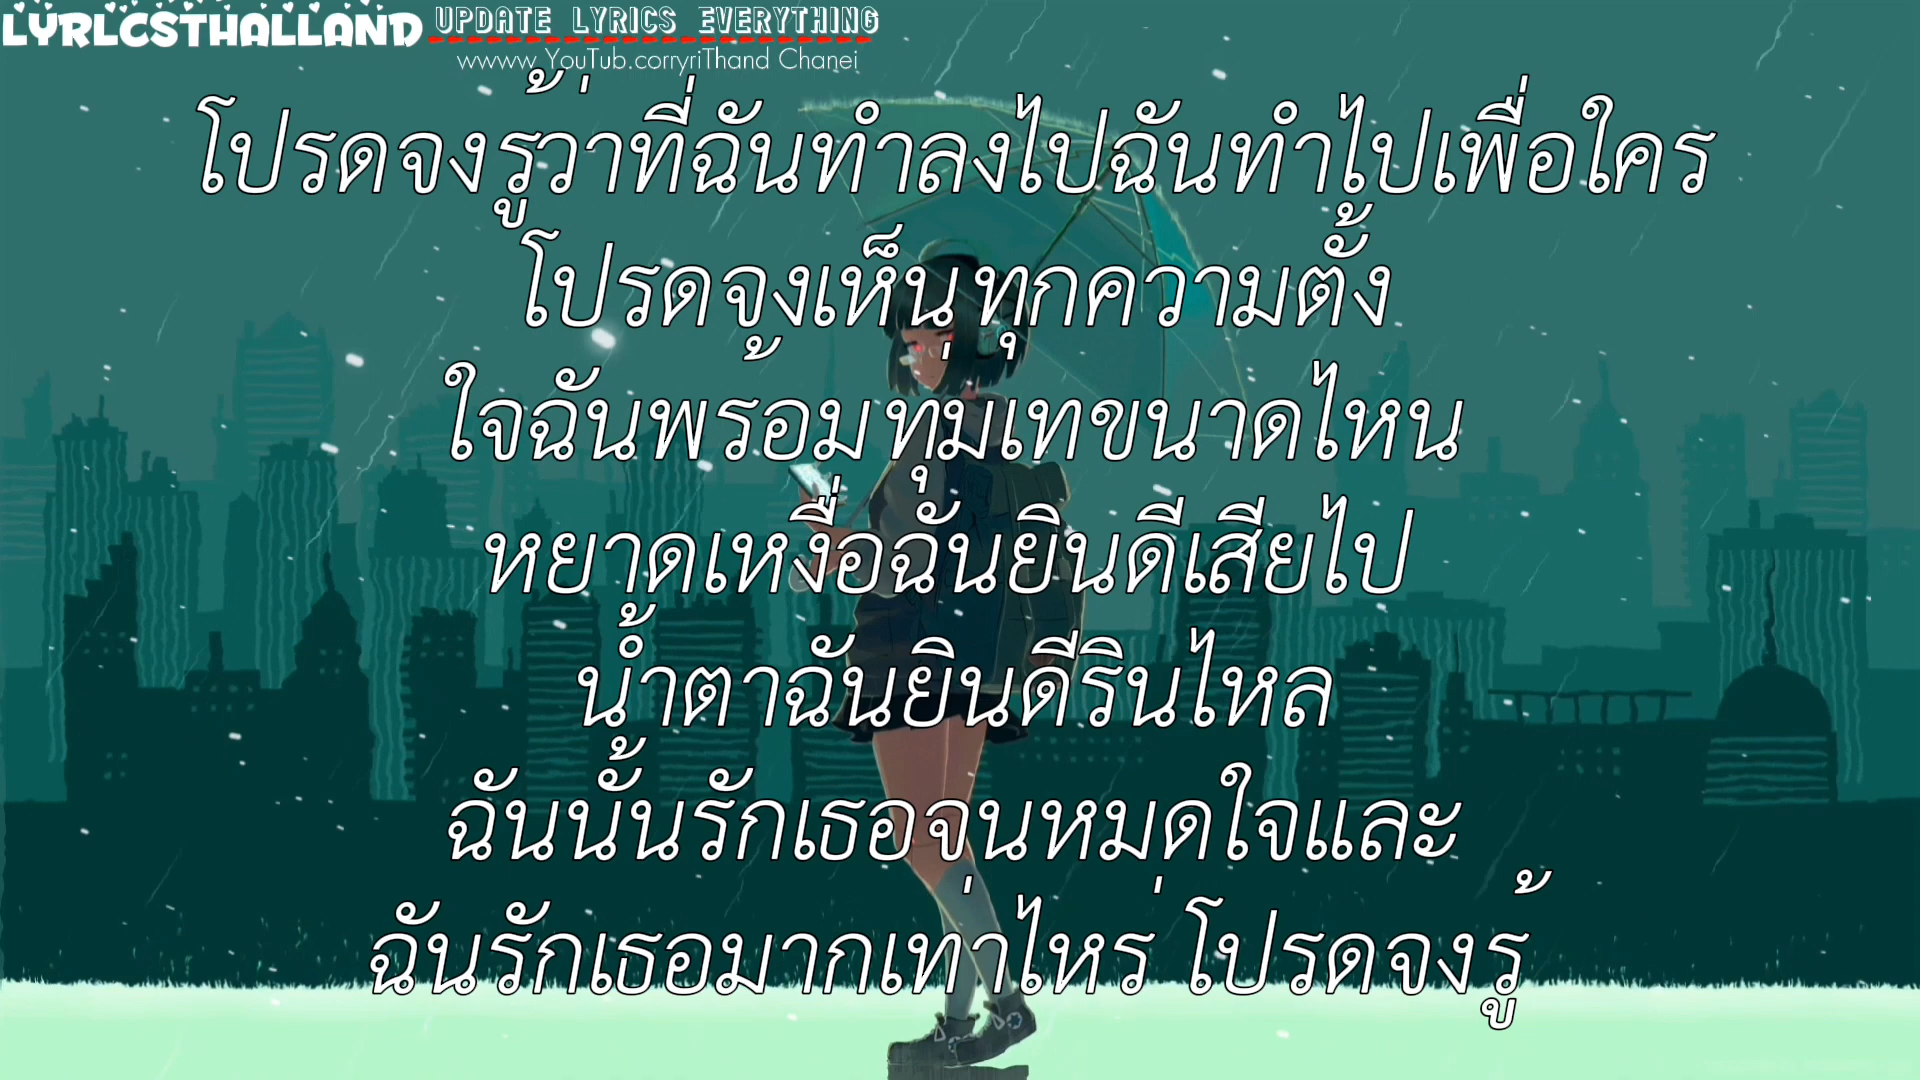 LYRLCSTHALLAND
UPDATE LYRICS EVERYTHING
wwww YouTub.corryriThand Chanei
โปรดจงรู้ว่าที่ฉันทำลงไปฉันทำไปเพื่อใคร
โปรดจงเห็น ทุกความตั้ง
ใจฉันพร้อม ทุ่มเทขนาดไหน
หยาดเหงื่อฉันยินดีเสียไป
น้ำตาฉันยินดีรินไหล
ฉันนั้นรักเธอจนหมดใจและ
ฉันรักเธอมากเท่าไหร่ โปรดจงรู้